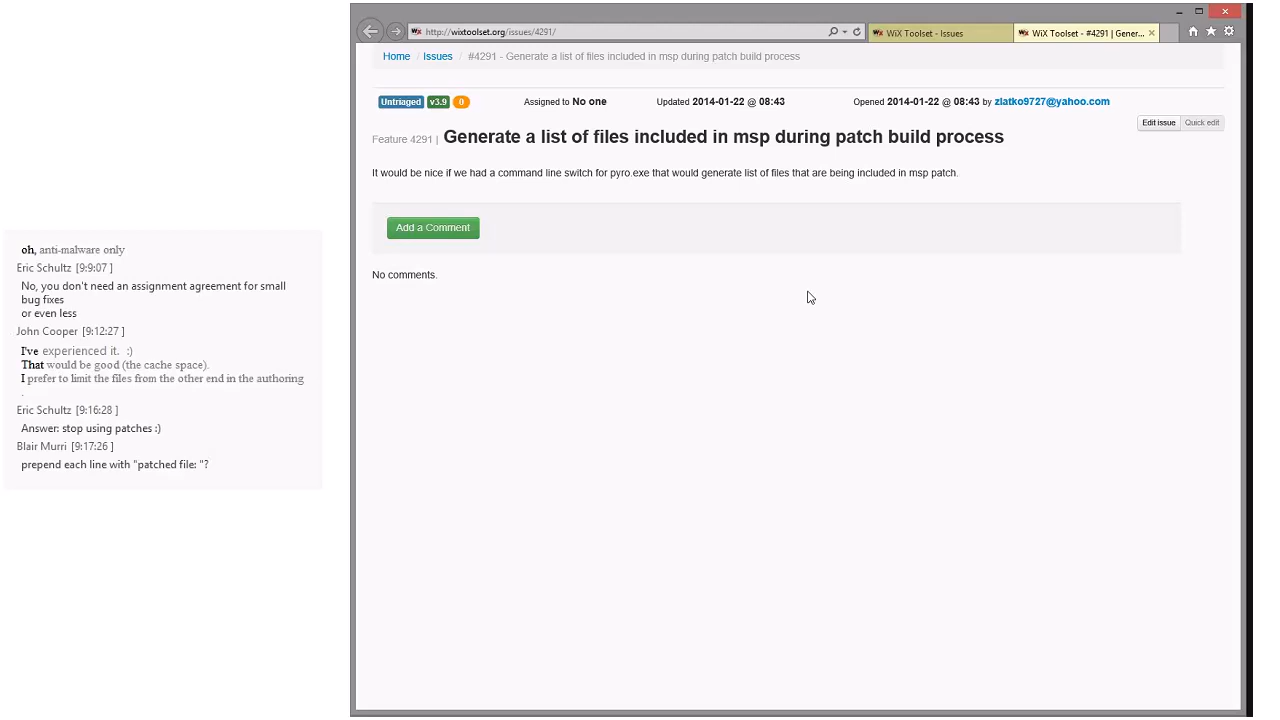 oh, anti-malware only
Eric Schultz [9:9:07 ]
No, you don't need an assignment agreement for small
bug fixes
or even less
John Cooper [9:12:27 ]
I've experienced it.  :)
That would be good (the cache space).
I prefer to limit the files from the other end in the authoring
.
Eric Schultz [9:16:28 ]
Answer: stop using patches :)
Blair Murri [9:17:26 ]
prepend each line with "patched file: "?
http://wixtoolset.org/issues/4291/
WiX Toolset - Issues
WiX Toolset - #4291 | Gener...
Home / Issues / #4291 - Generate a list of files included in msp during patch build process
Untriaged v3.9 0 Assigned to No one Updated 2014-01-22 @ 08:43 Opened 2014-01-22 @ 08:43 by zlatko9727@yahoo.com
Edit issue Quick edit
Feature 4291 | Generate a list of files included in msp during patch build process
It would be nice if we had a command line switch for pyro.exe that would generate list of files that are being included in msp patch.
Add a Comment
No comments.